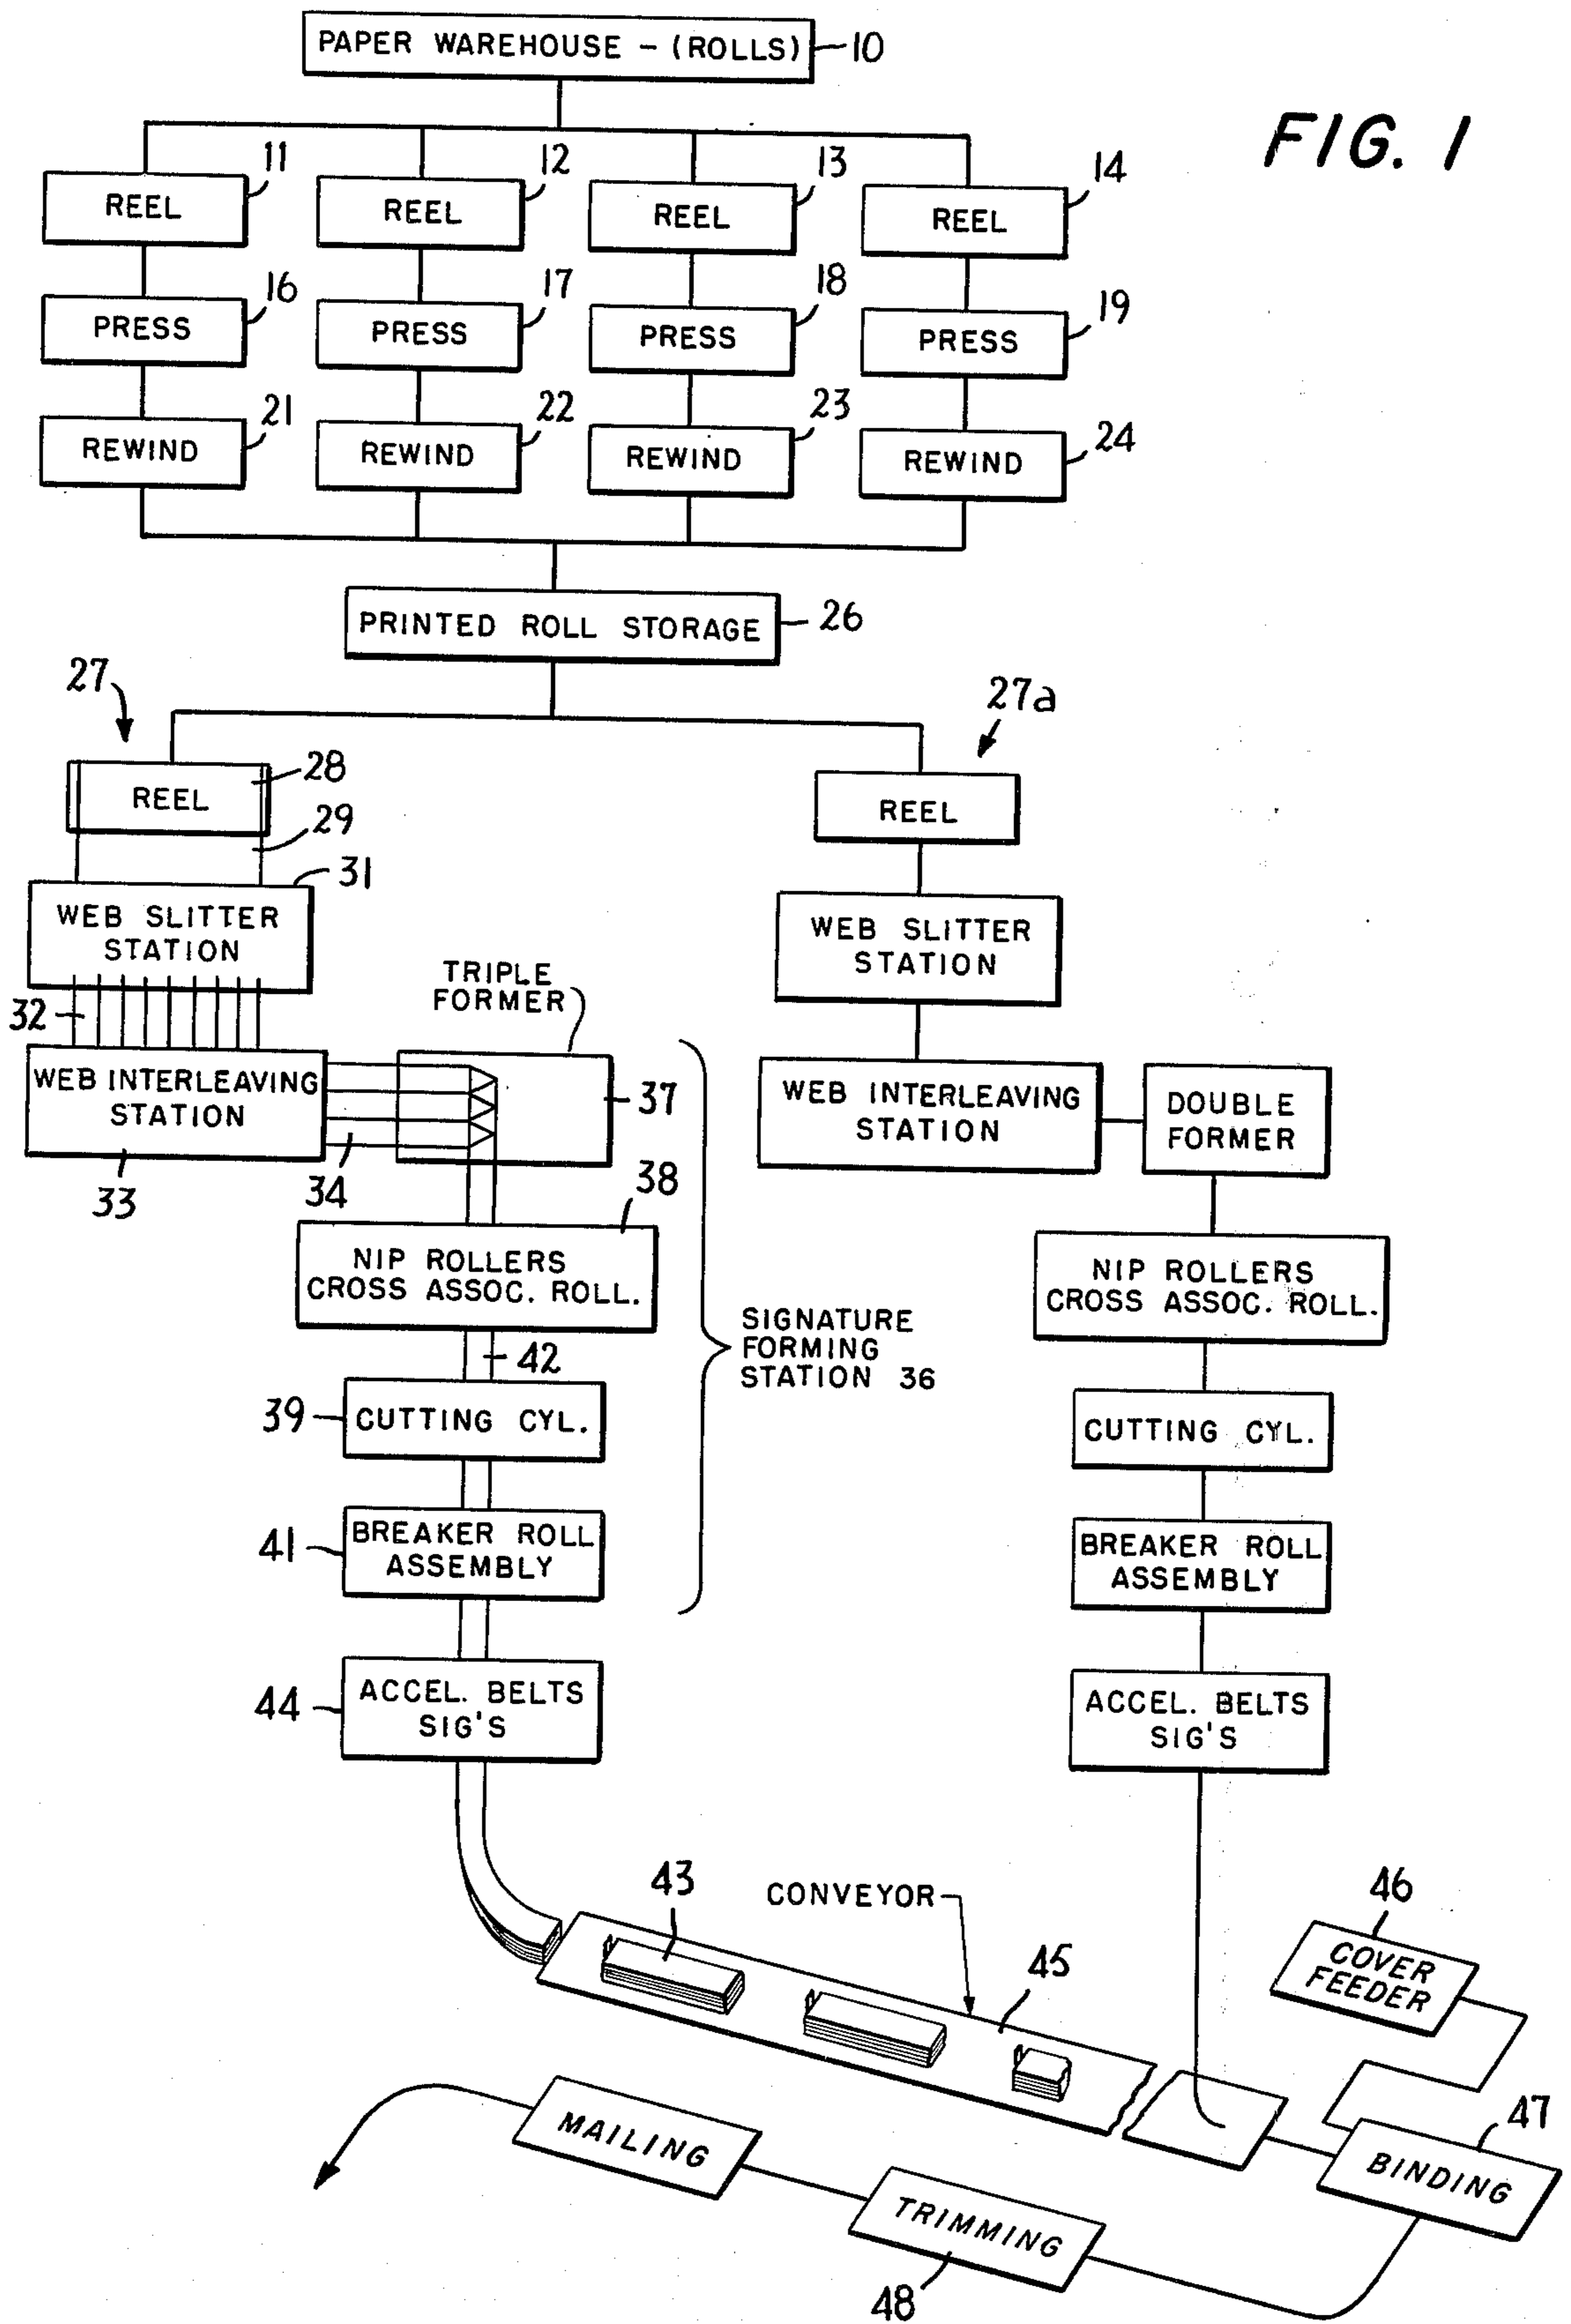 PAPER WAREHOUSE - (ROLLS)
10
FIG. 1
11
12
13
14
REEL
REEL
REEL
REEL
16
17
18
19
PRESS
PRESS
PRESS
PRESS
21
22
23
24
REWIND
REWIND
REWIND
REWIND
PRINTED ROLL STORAGE
26
27
27a
28
REEL
REEL
29
31
WEB SLITTER
STATION
WEB SLITTER
STATION
32
TRIPLE
FORMER
WEB INTERLEAVING
STATION
37
33
34
WEB INTERLEAVING
STATION
DOUBLE
FORMER
38
NIP ROLLERS
CROSS ASSOC. ROLL.
NIP ROLLERS
CROSS ASSOC. ROLL.
42
SIGNATURE
FORMING
STATION 36
39
CUTTING CYL.
CUTTING CYL.
41
BREAKER ROLL
ASSEMBLY
BREAKER ROLL
ASSEMBLY
44
ACCEL. BELTS
SIG'S
ACCEL. BELTS
SIG'S
43
CONVEYOR
45
46
COVER
FEEDER
47
BINDING
MAILING
TRIMMING
48